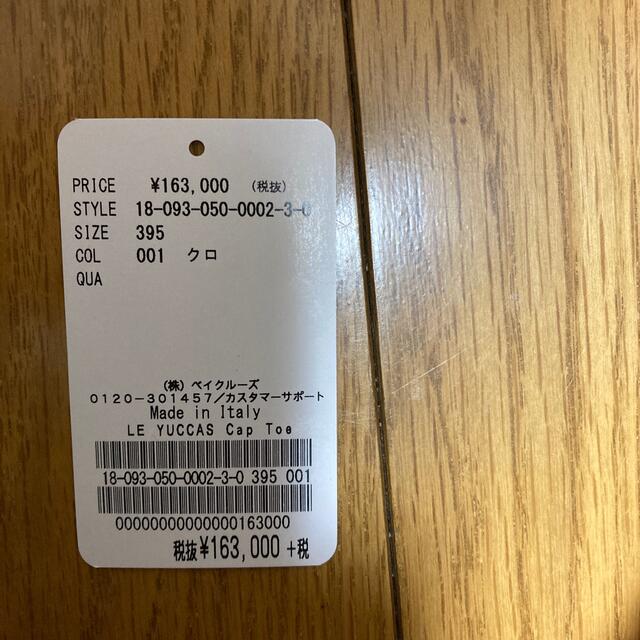 PRICE ¥163,000 (税抜)
STYLE 18-093-050-0002-3-0
SIZE 395
COL 001 クロ
QUA
(株) ベイクルーズ
0120-301457/カスタマーサポート
Made in Italy
LE YUCCAS Cap Toe
18-093-050-0002-3-0 395 001
00000000000000163000
税抜¥163,000 +税